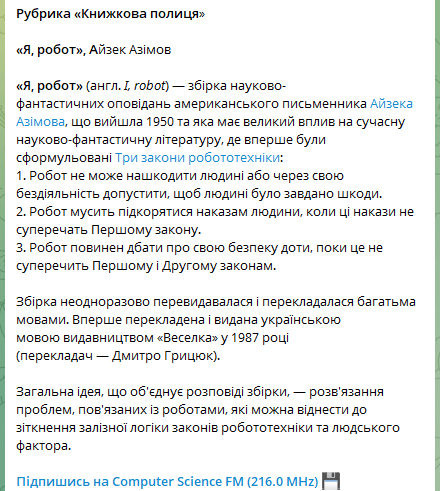 Рубрика «Книжкова полиця»
«Я, робот», Айзек Азімов
«Я, робот» (англ. I, robot) — збірка науково-
фантастичних оповідань американського письменника Айзека
Азімова, що вийшла 1950 та яка має великий вплив на сучасну
науково-фантастичну літературу, де вперше були
сформульовані Три закони робототехніки:
1. Робот не може нашкодити людині або через свою
бездіяльність допустити, щоб людині було завдано шкоди.
2. Робот мусить підкорятися наказам людини, коли ці накази не
суперечать Першому закону.
3. Робот повинен дбати про свою безпеку доти, поки це не
суперечить Першому і Другому законам.
Збірка неодноразово перевидавалася і перекладалася багатьма
мовами. Вперше перекладена і видана українською
мовою видавництвом «Веселка» у 1987 році
(перекладач — Дмитро Грицюк).
Загальна ідея, що об'єднує розповіді збірки, — розв'язання
проблем, пов'язаних із роботами, які можна віднести до
зіткнення залізної логіки законів робототехніки та людського
фактора.
Підпишись на Computer Science FM (216.0 MHz) 💾